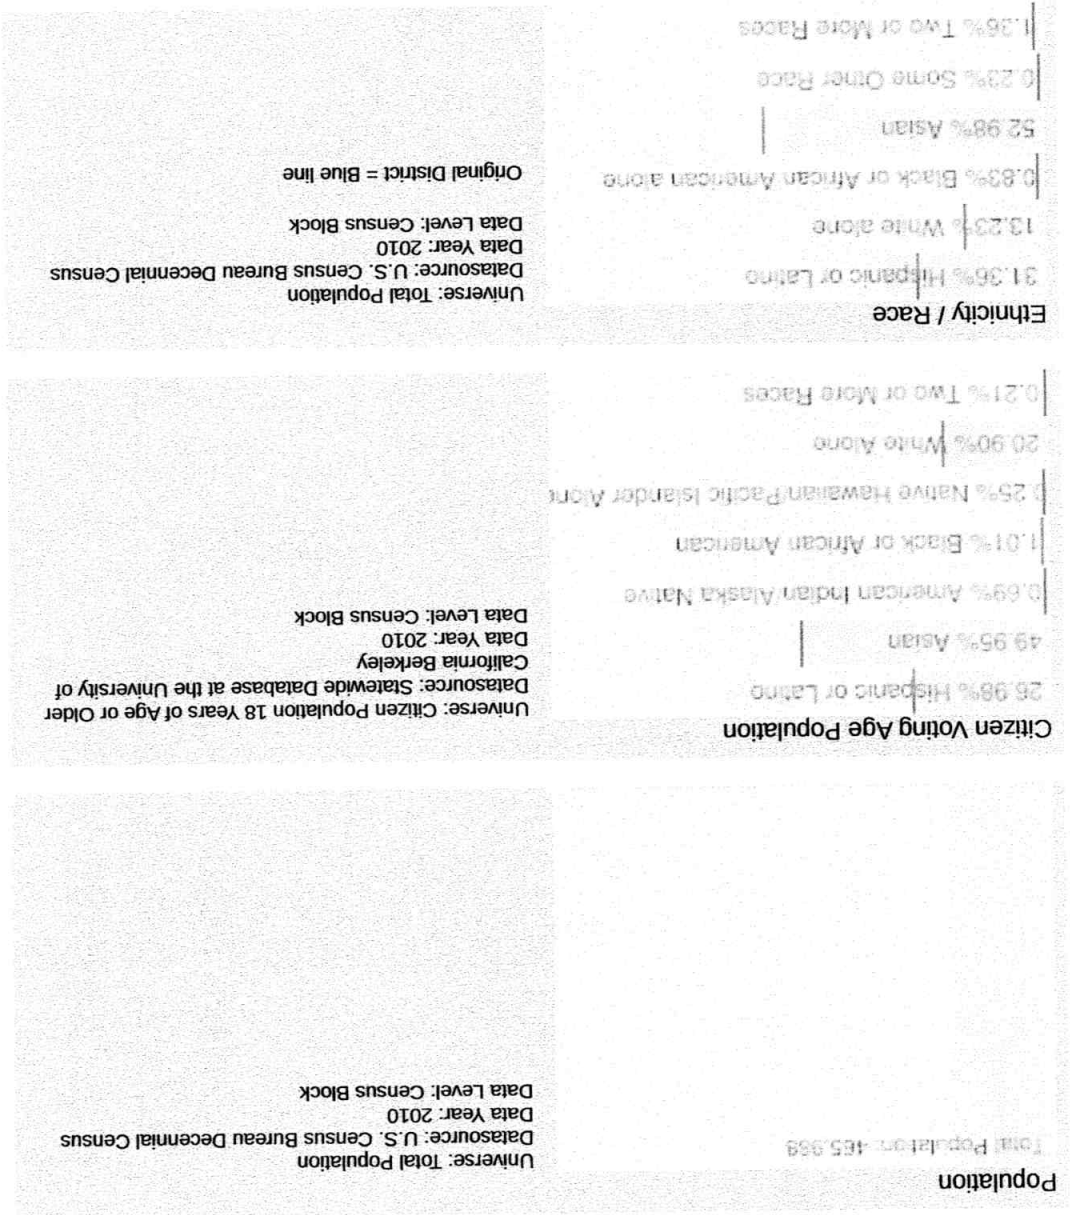 Population
Total Population: 465,
Universe: Total Population
Datasource: U.S. Census Bureau Decennial Census
Data Year: 2010
Data Level: Census Block
Citizen Voting Age Population
26.98% Hispanic or Latino
49.95% Asian
0.69% American Indian/Alaska Native
1.01% Black or African American
0.25% Native Hawaiian/Pacific Islander Alone
20.90% White Alone
0.21% Two or More Races
Universe: Citizen Population 18 Years of Age or Older
Datasource: Statewide Database at the University of
California Berkeley
Data Year: 2010
Data Level: Census Block
Ethnicity / Race
31.36% Hispanic or Latino
13.23% White alone
0.83% Black or African American alone
52.98% Asian
0.23% Some Other Race
1.36% Two or More Races
Universe: Total Population
Datasource: U.S. Census Bureau Decennial Census
Data Year: 2010
Data Level: Census Block
Original District = Blue line